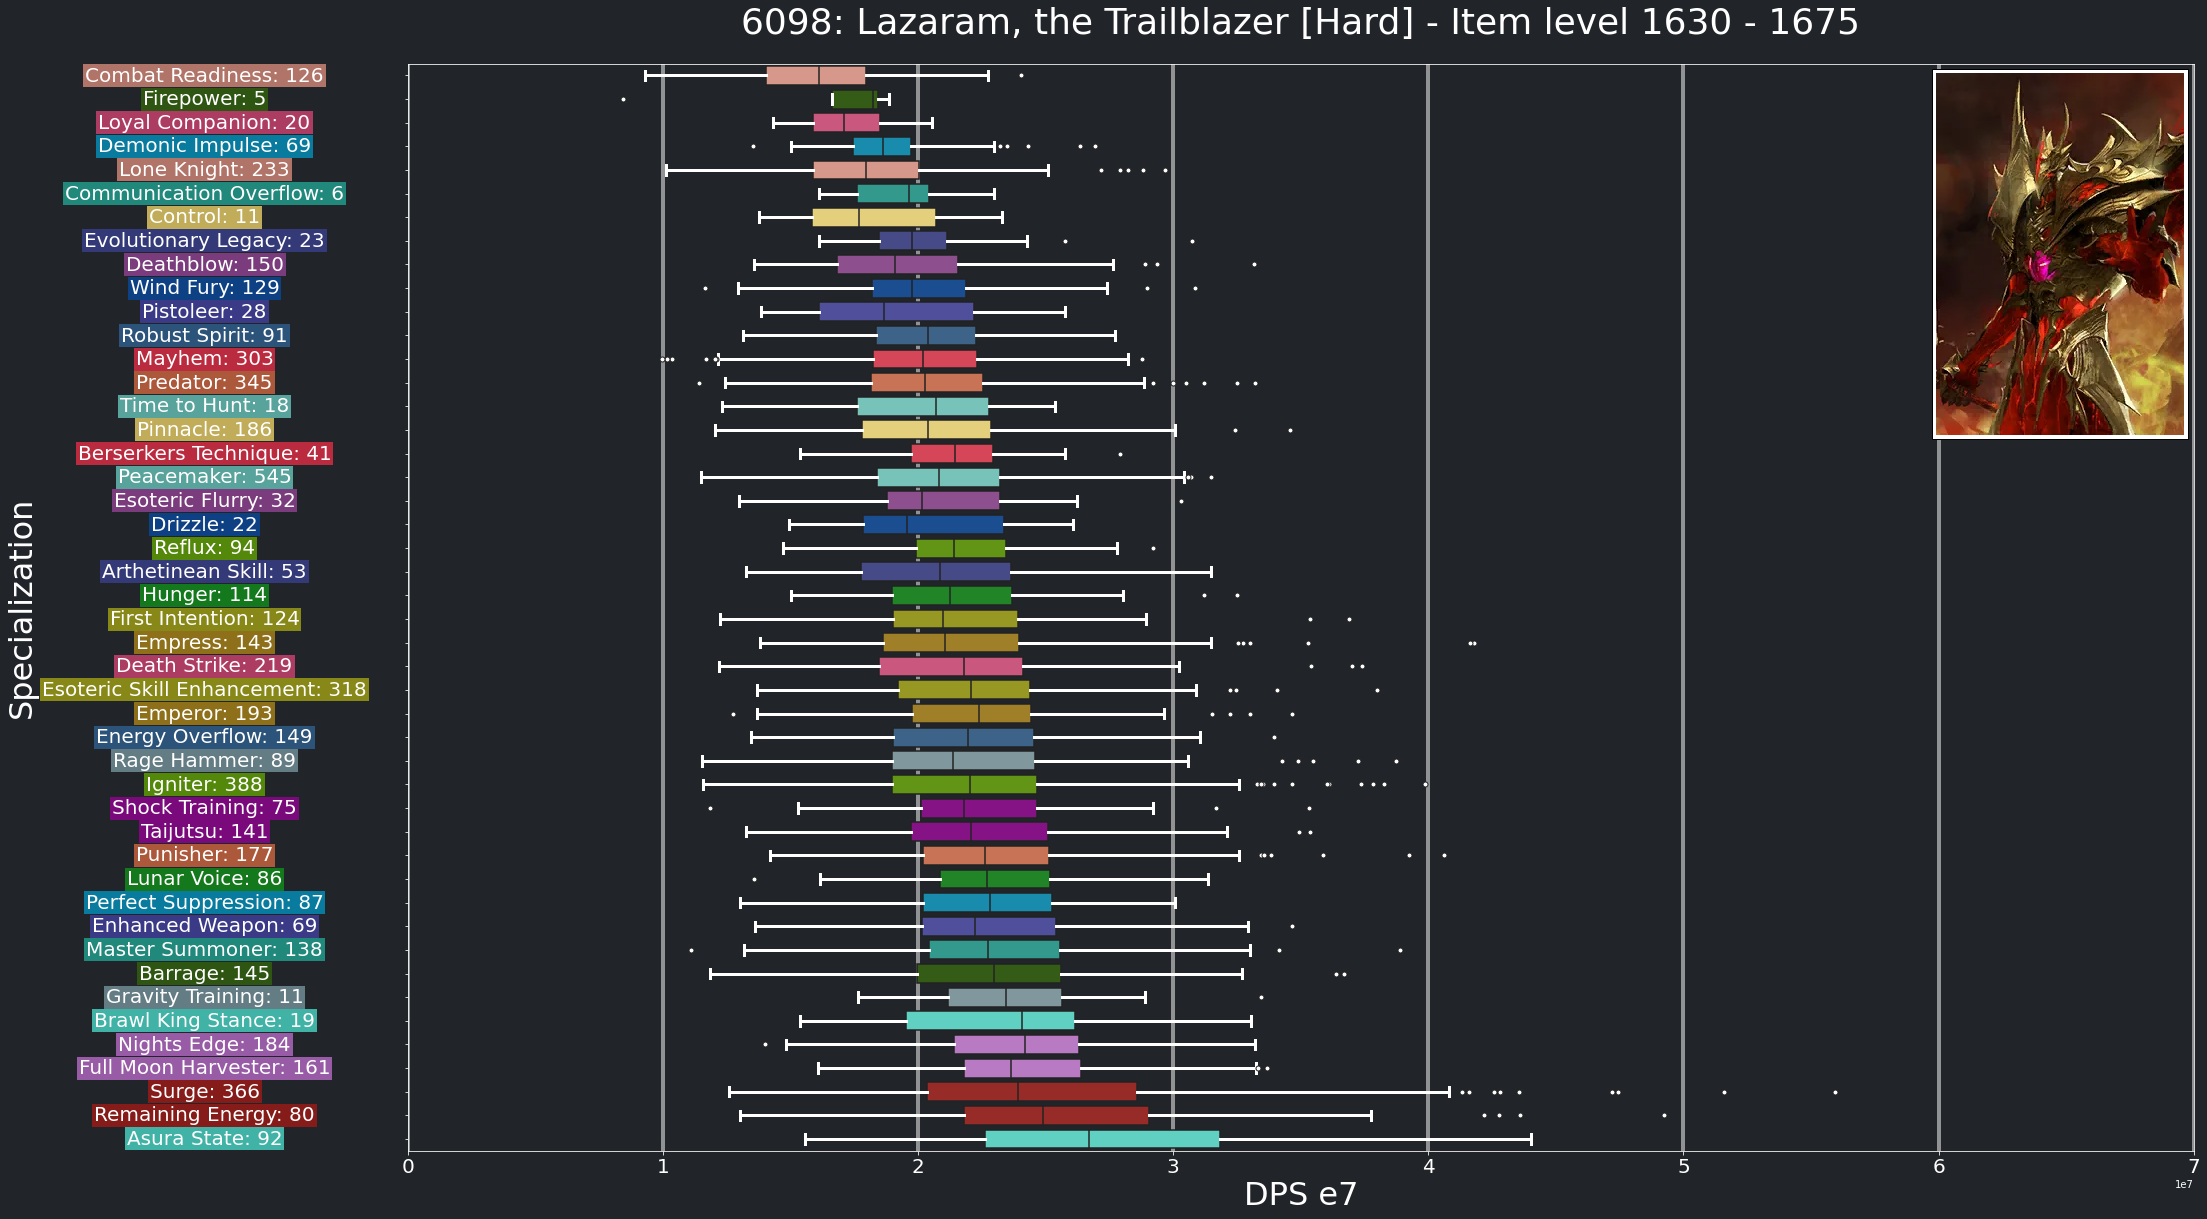 6098: Lazaram, the Trailblazer [Hard] - Item level 1630 - 1675
Combat Readiness: 126
Firepower: 5
Loyal Companion: 20
Demonic Impulse: 69
Lone Knight: 233
Communication Overflow: 6
Control: 11
Evolutionary Legacy: 23
Deathblow: 150
Wind Fury: 129
Pistoleer: 28
Robust Spirit: 91
Mayhem: 303
Predator: 345
Time to Hunt: 18
Pinnacle: 186
Berserkers Technique: 41
Peacemaker: 545
Esoteric Flurry: 32
Drizzle: 22
Reflux: 94
Arthetinean Skill: 53
Hunger: 114
First Intention: 124
Empress: 143
Death Strike: 219
Esoteric Skill Enhancement: 318
Emperor: 193
Energy Overflow: 149
Rage Hammer: 89
Igniter: 388
Shock Training: 75
Taijutsu: 141
Punisher: 177
Lunar Voice: 86
Perfect Suppression: 87
Enhanced Weapon: 69
Master Summoner: 138
Barrage: 145
Gravity Training: 11
Brawl King Stance: 19
Nights Edge: 184
Full Moon Harvester: 161
Surge: 366
Remaining Energy: 80
Asura State: 92
Specialization
0 1 2 3 4 5 6 7
1e7
DPS e7